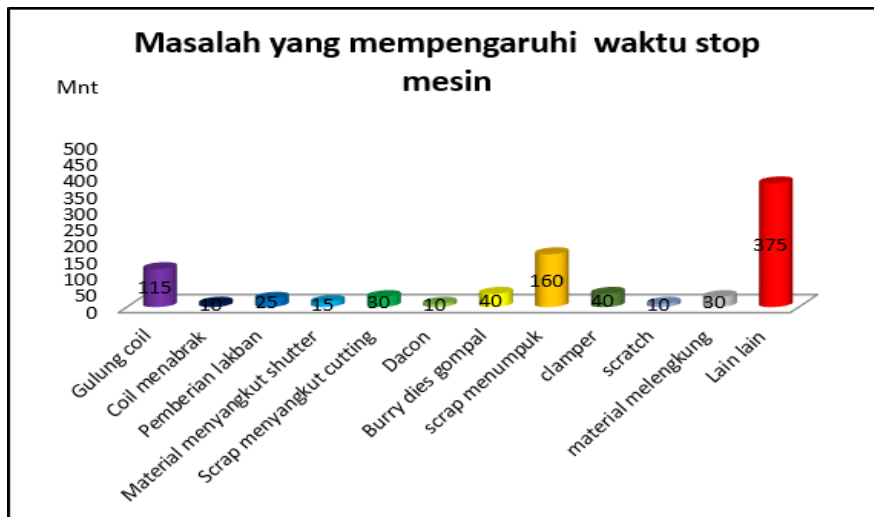 Masalah yang mempengaruhi waktu stop
mesin
Mnt
500
450
400
350
300
250
200
150
100
50
0
115
10
25
15
30
10
40
160
40
10
30
375
Gulung coil
Coil menabrak
Pemberian lakban
Material menyangkut shutter
Scrap menyangkut cutting
Dacon
Burry dies gompal
scrap menumpuk
clamper
scratch
material melengkung
Lain lain